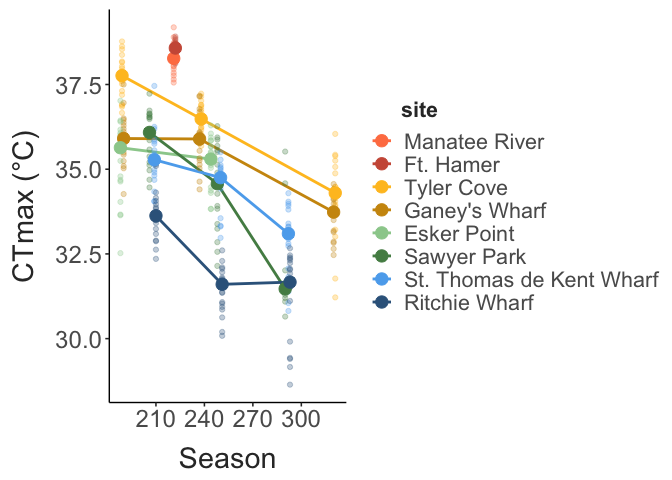 CTmax (°C)
37.5
35.0
32.5
30.0
210 240 270 300
Season
site
Manatee River
Ft. Hamer
Tyler Cove
Ganey's Wharf
Esker Point
Sawyer Park
St. Thomas de Kent Wharf
Ritchie Wharf